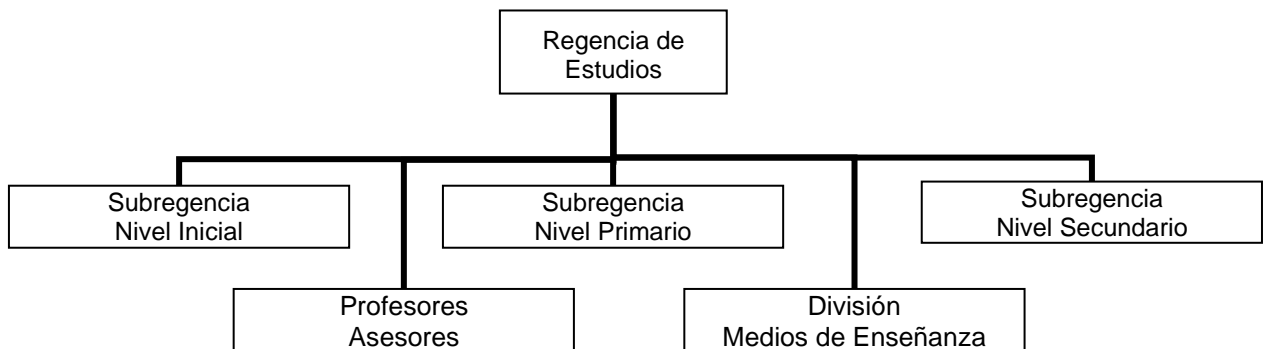 Regencia de
Estudios
Subregencia
Nivel Inicial
Subregencia
Nivel Primario
Subregencia
Nivel Secundario
Profesores
Asesores
División
Medios de Enseñanza